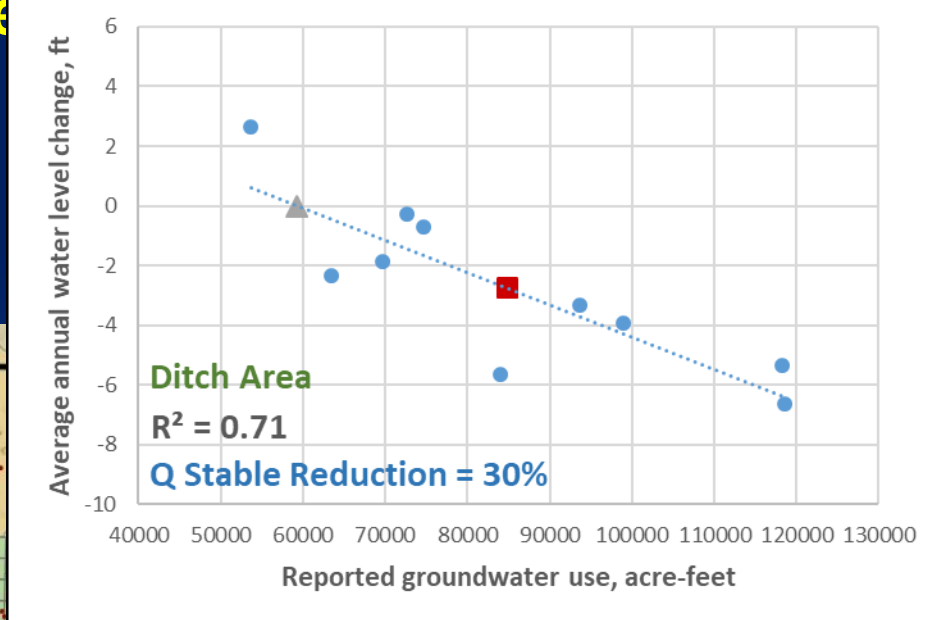 6
4
2
0
-2
-4
-6
-8
-10
Average annual water level change, ft
Ditch Area
R² = 0.71
Q Stable Reduction = 30%
40000 50000 60000 70000 80000 90000 100000 110000 120000 130000
Reported groundwater use, acre-feet